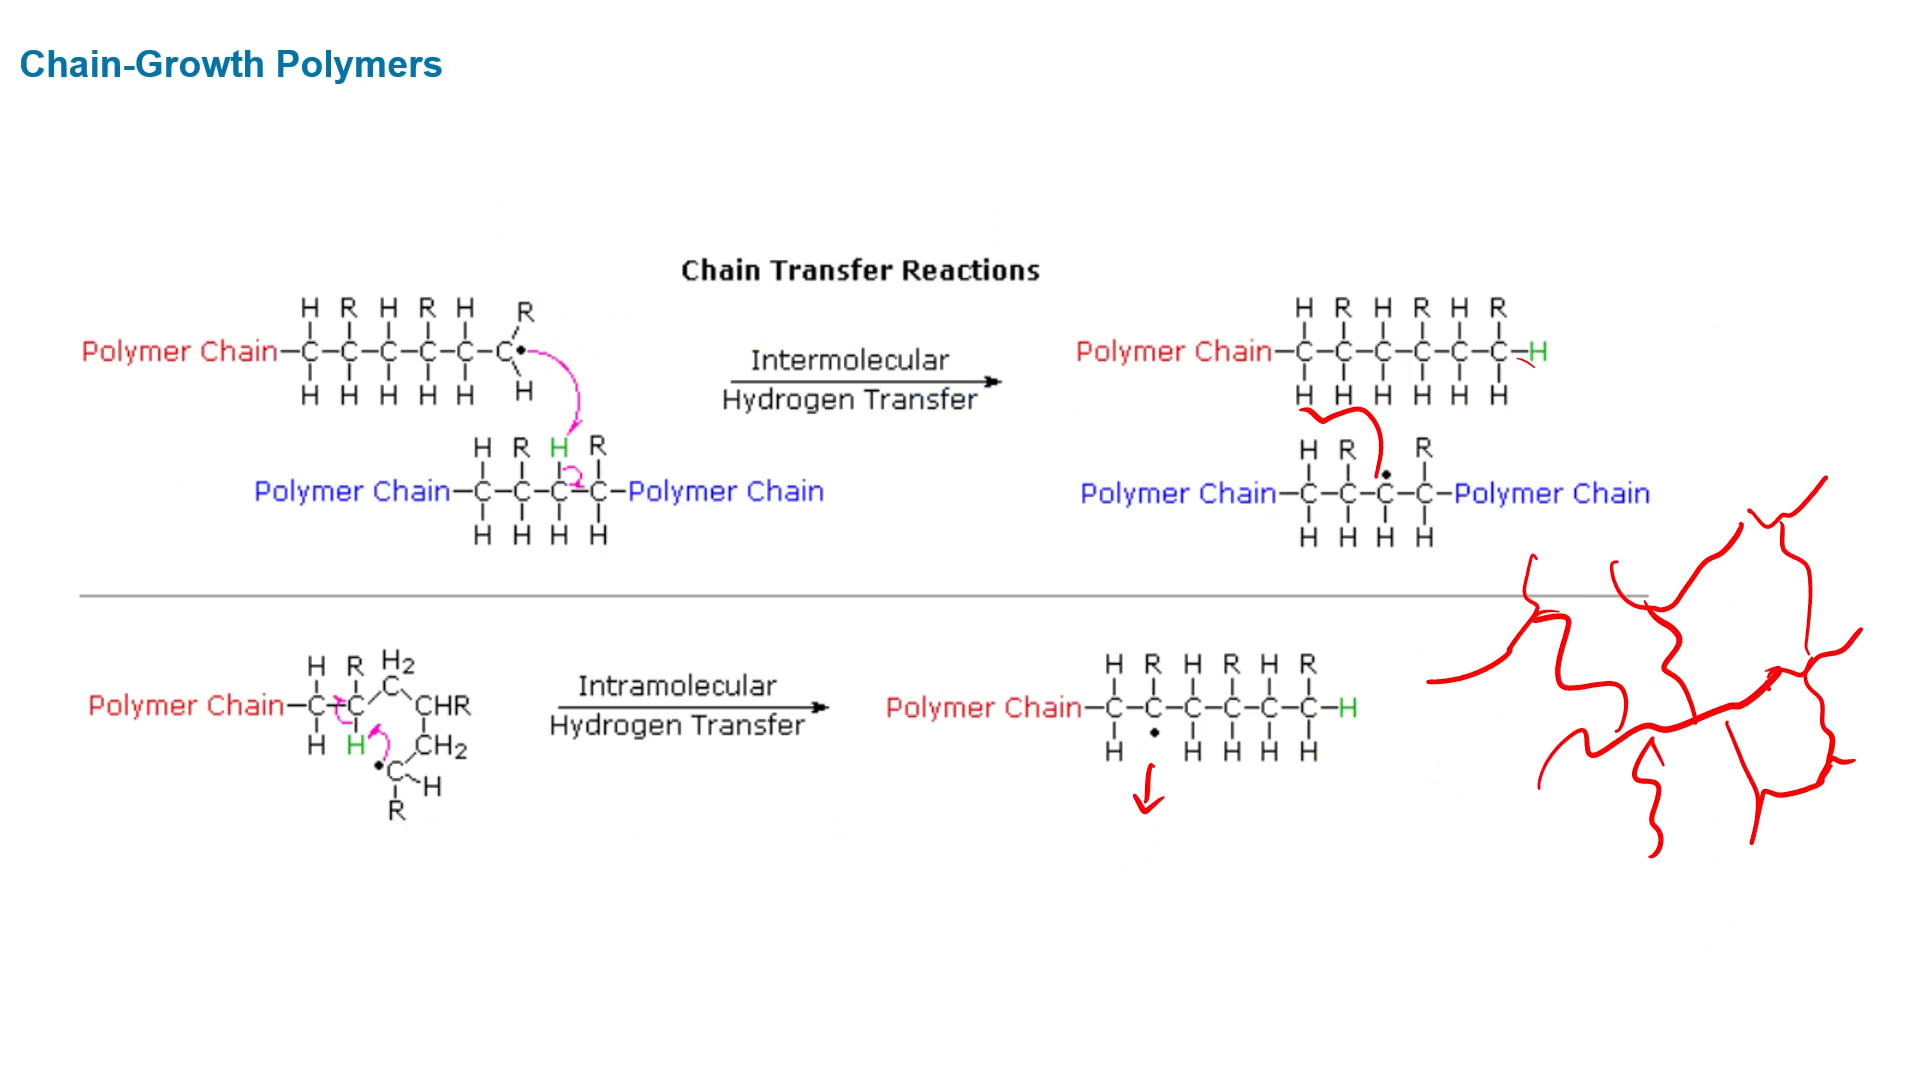 Chain-Growth Polymers
Chain Transfer Reactions
H R H R H R
Polymer Chain-C-C-C-C-C-C•
H H H H H H
Intermolecular
Hydrogen Transfer
H R H R H R
Polymer Chain-C-C-C-C-C-C-H
H H H H H H
H R H R
Polymer Chain-C-C-C-C-Polymer Chain
H H H H
H R • R
Polymer Chain-C-C-C-C-Polymer Chain
H H H H
H R H2
C
Polymer Chain-C-C CHR
H H CH2
•C H
R
Intramolecular
Hydrogen Transfer
H R H R H R
Polymer Chain-C-C-C-C-C-C-H
H • H H H H